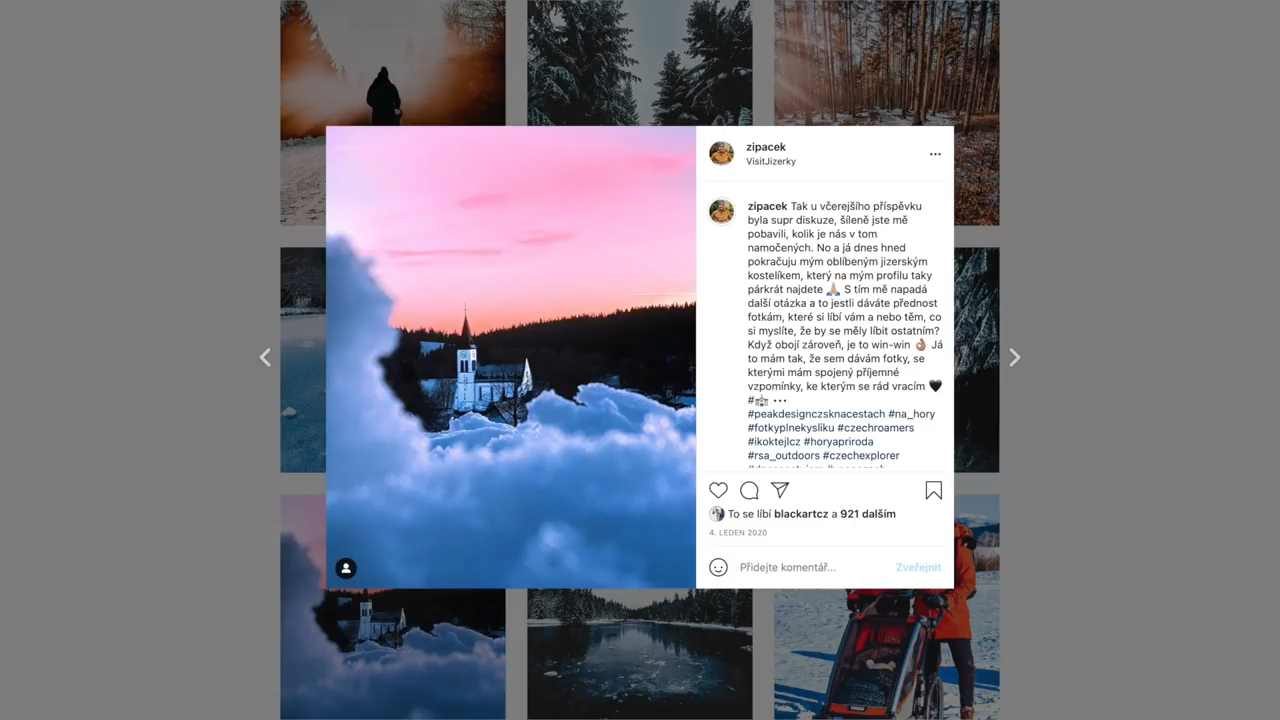 zipacek
VisitJizerky
zipacek Tak u včerejšího příspěvku
byla supr diskuze, šíleně jste mě
pobavili, kolik je nás v tom
namočených. No a já dnes hned
pokračuju mým oblíbeným jizerským
kostelíkem, který na mým profilu taky
párkrát najdete 🙏🏼 S tím mě napadá
další otázka a to jestli dáváte přednost
fotkám, které si líbí vám a nebo těm, co
si myslíte, že by se měly líbit ostatním?
Když obojí zároveň, je to win-win 👌🏼 Já
to mám tak, že sem dávám fotky, se
kterými mám spojený příjemné
vzpomínky, ke kterým se rád vracím 🖤
#⛪ •••
#peakdesignczsknacestach #na_hory
#fotkyplnekysliku #czechroamers
#ikoktejlcz #horyapriroda
#rsa_outdoors #czechexplorer
To se líbí blackartcz a 921 dalším
4. LEDEN 2020
Přidejte komentář...
Zveřejnit